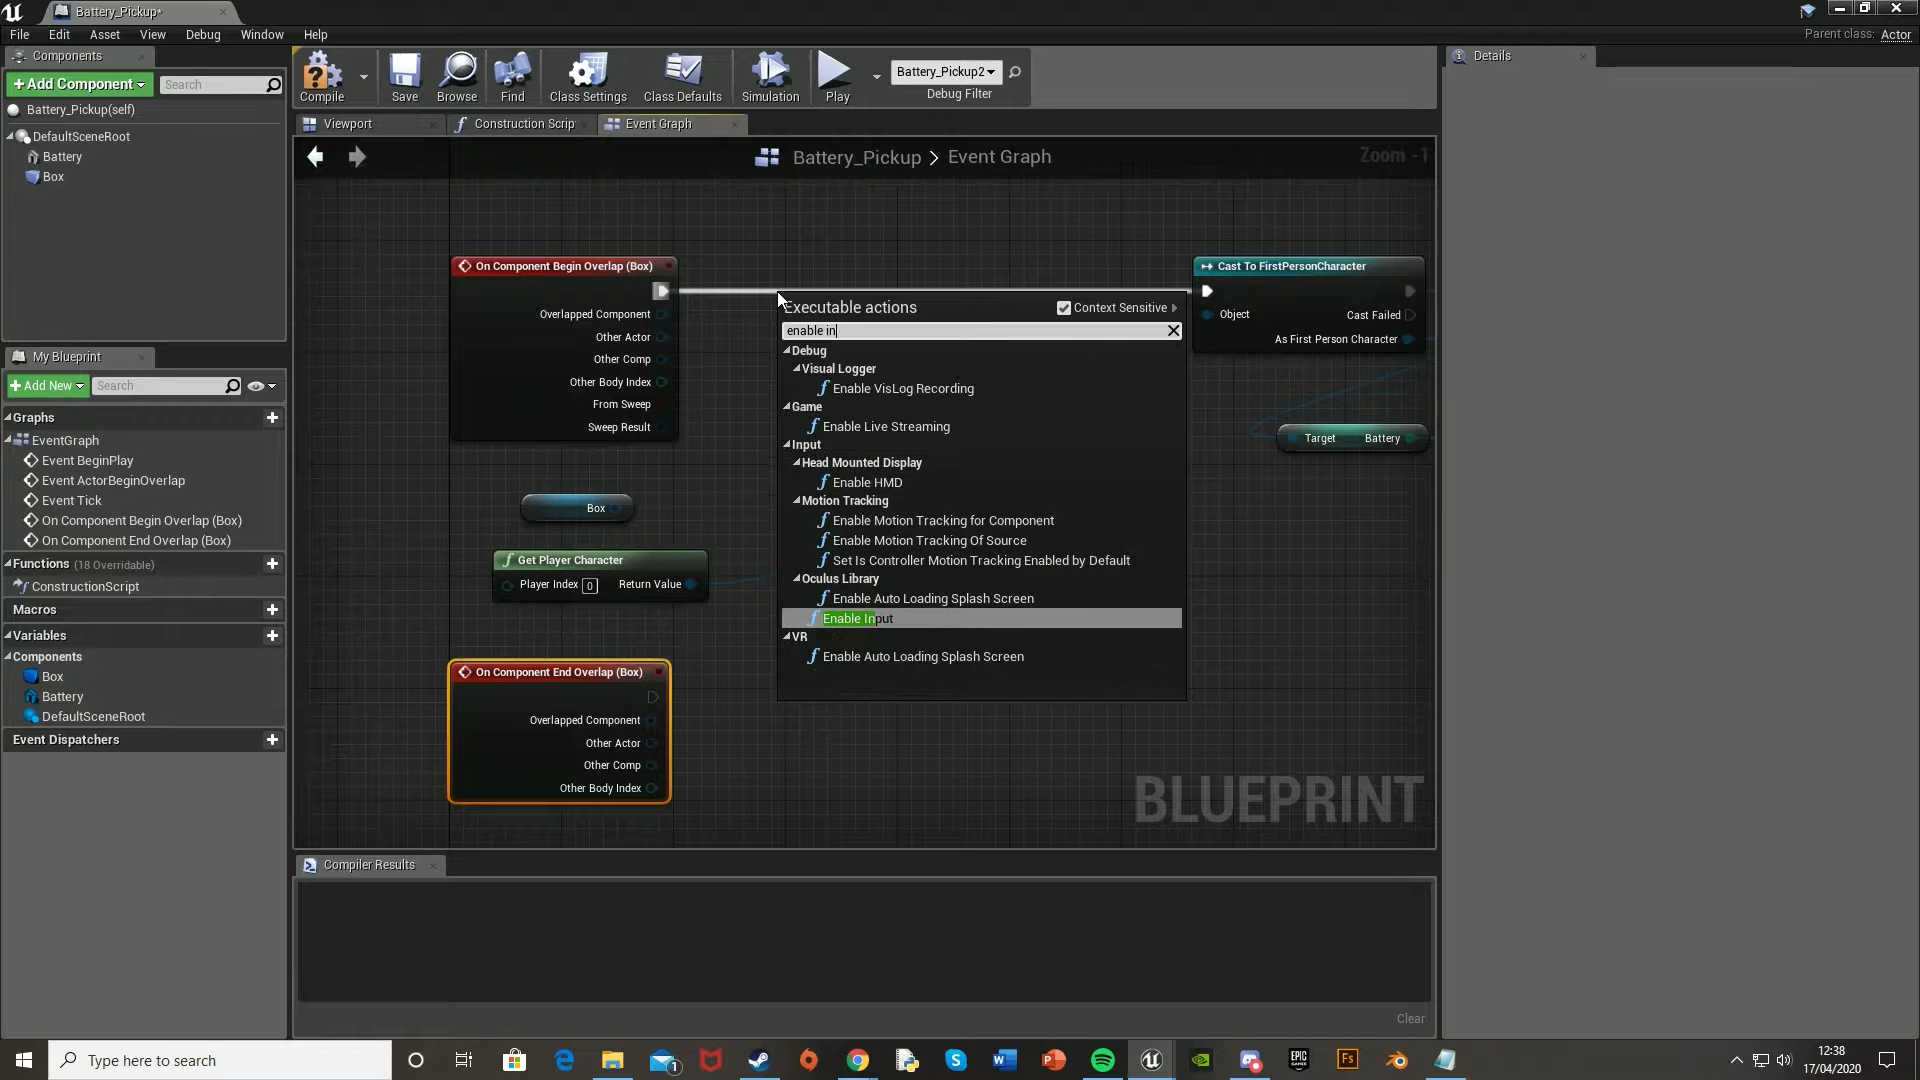 Battery_Pickup*
File Edit Asset View Debug Window Help
Parent class: Actor
Components
+ Add Component
Search
Battery_Pickup(self)
DefaultSceneRoot
Battery
Box
Compile
Save
Browse
Find
Class Settings
Class Defaults
Simulation
Play
Battery_Pickup2
Debug Filter
Details
Viewport
Construction Scrip
Event Graph
Battery_Pickup > Event Graph
Zoom -1
On Component Begin Overlap (Box)
Overlapped Component
Other Actor
Other Comp
Other Body Index
From Sweep
Sweep Result
Box
Get Player Character
Player Index 0
Return Value
On Component End Overlap (Box)
Overlapped Component
Other Actor
Other Comp
Other Body Index
Executable actions
Context Sensitive
enable in
Debug
Visual Logger
Enable VisLog Recording
Game
Enable Live Streaming
Input
Head Mounted Display
Enable HMD
Motion Tracking
Enable Motion Tracking for Component
Enable Motion Tracking Of Source
Set Is Controller Motion Tracking Enabled by Default
Oculus Library
Enable Auto Loading Splash Screen
Enable Input
VR
Enable Auto Loading Splash Screen
Cast To FirstPersonCharacter
Object
Cast Failed
As First Person Character
Target Battery
BLUEPRINT
My Blueprint
+ Add New
Search
Graphs
EventGraph
Event BeginPlay
Event ActorBeginOverlap
Event Tick
On Component Begin Overlap (Box)
On Component End Overlap (Box)
Functions (18 Overridable)
ConstructionScript
Macros
Variables
Components
Box
Battery
DefaultSceneRoot
Event Dispatchers
Compiler Results
Clear
Type here to search
1
EPIC
GAMES
Fs
12:38
17/04/2020